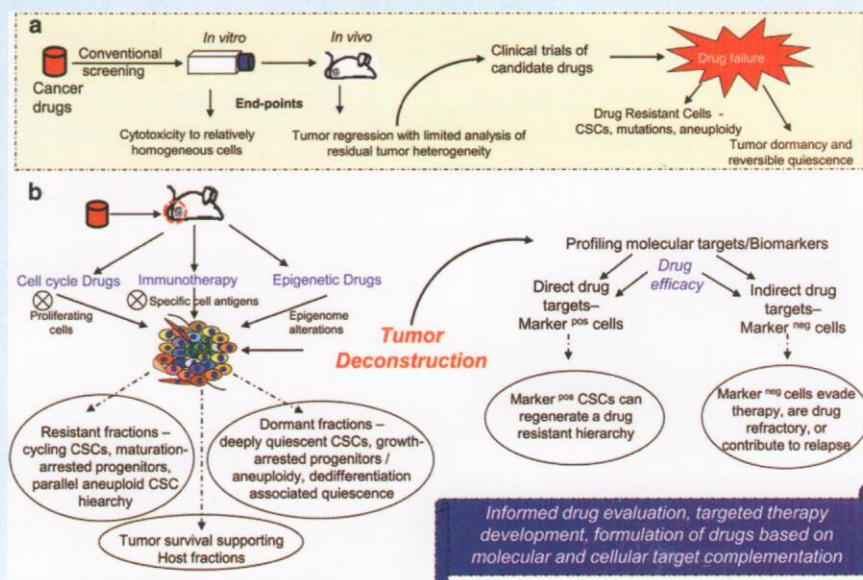 a
Cancer
drugs
Conventional
screening
In vitro
In vivo
End-points
Cytotoxicity to relatively
homogeneous cells
Tumor regression with limited analysis of
residual tumor heterogeneity
Clinical trials of
candidate drugs
Drug failure
Drug Resistant Cells -
CSCs, mutations, aneuploidy
Tumor dormancy and
reversible quiescence
b
Cell cycle Drugs
Immunotherapy
Epigenetic Drugs
Proliferating
cells
Specific cell antigens
Epigenome
alterations
Tumor
Deconstruction
Resistant fractions –
cycling CSCs, maturation-
arrested progenitors,
parallel aneuploid CSC
hiearchy
Dormant fractions –
deeply quiescent CSCs, growth-
arrested progenitors /
aneuploidy, dedifferentiation
associated quiescence
Tumor survival supporting
Host fractions
Profiling molecular targets/Biomarkers
Drug
efficacy
Direct drug
targets–
Marker pos cells
Indirect drug
targets–
Marker neg cells
Marker pos CSCs can
regenerate a drug
resistant hierarchy
Marker neg cells evade
therapy, are drug
refractory, or
contribute to relapse
Informed drug evaluation, targeted therapy
development, formulation of drugs based on
molecular and cellular target complementation